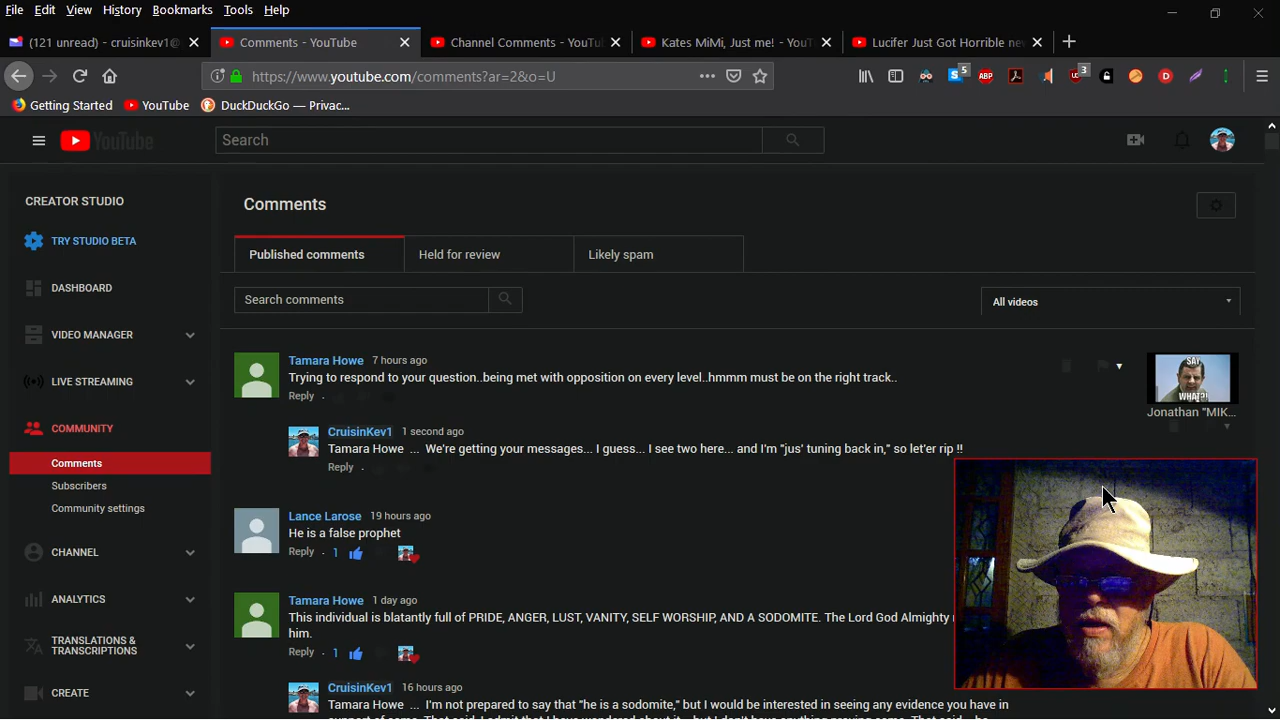 File Edit View History Bookmarks Tools Help
(121 unread) - cruisinkev1@
Comments - YouTube
Channel Comments - YouTu
Kates MiMi, Just me! - YouT
Lucifer Just Got Horrible ne
https://www.youtube.com/comments?ar=2&o=U
5
ABP
3
Getting Started YouTube DuckDuckGo — Privac...
YouTube
Search
CREATOR STUDIO
TRY STUDIO BETA
DASHBOARD
VIDEO MANAGER
LIVE STREAMING
COMMUNITY
Comments
Subscribers
Community settings
CHANNEL
ANALYTICS
TRANSLATIONS &
TRANSCRIPTIONS
CREATE
Comments
Published comments Held for review Likely spam
Search comments
All videos
Tamara Howe 7 hours ago
Trying to respond to your question..being met with opposition on every level..hmmm must be on the right track..
Reply .
SAY
WHAT?!
Jonathan "MIK...
CruisinKev1 1 second ago
Tamara Howe ... We're getting your messages... I guess... I see two here... and I'm "jus' tuning back in," so let'er rip !!
Reply .
Lance Larose 19 hours ago
He is a false prophet
Reply . 1
Tamara Howe 1 day ago
This individual is blatantly full of PRIDE, ANGER, LUST, VANITY, SELF WORSHIP, AND A SODOMITE. The Lord God Almighty
him.
Reply . 1
CruisinKev1 16 hours ago
Tamara Howe ... I'm not prepared to say that "he is a sodomite," but I would be interested in seeing any evidence you have in